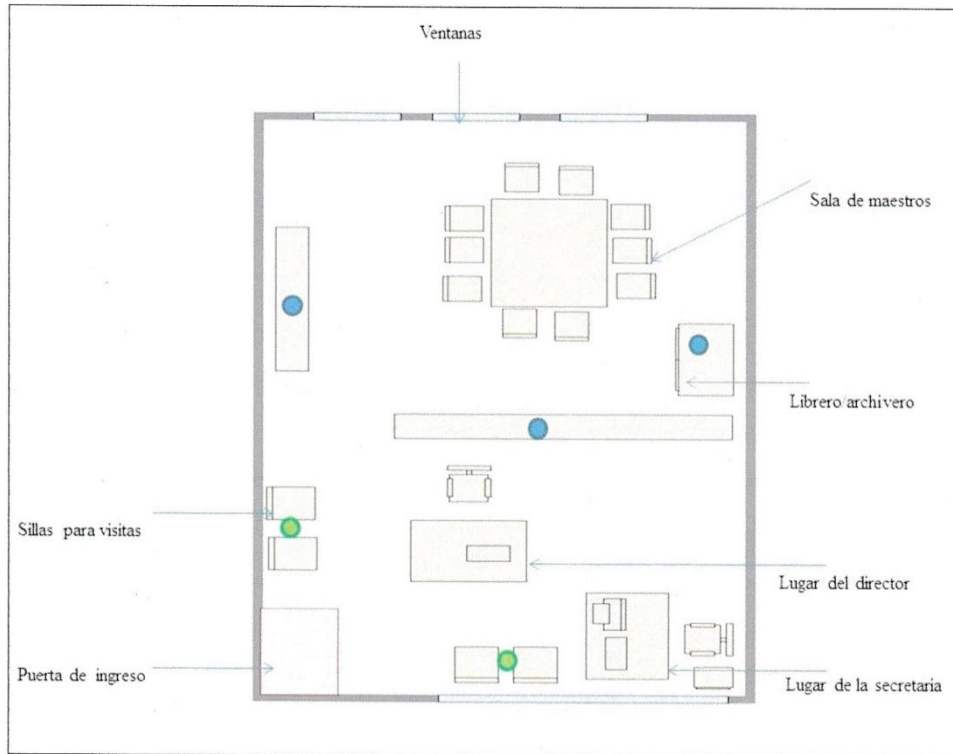 Ventanas
Sala de maestros
Librero/archivero
Sillas para visitas
Lugar del director
Puerta de ingreso
Lugar de la secretaria